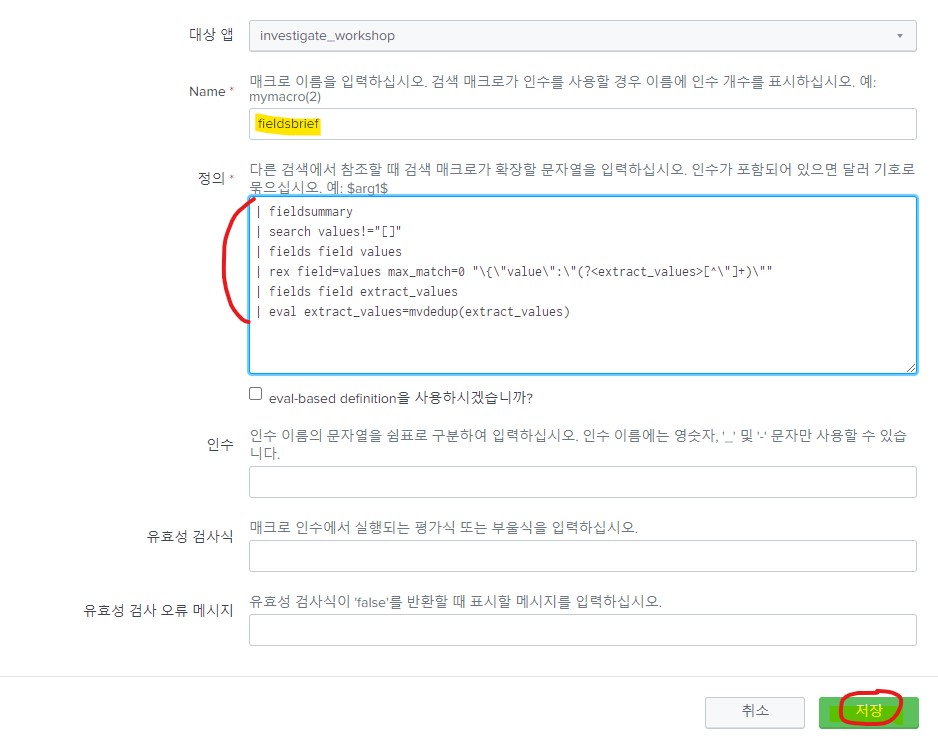 대상 앱
investigate_workshop
매크로 이름을 입력하십시오. 검색 매크로가 인수를 사용할 경우 이름에 인수 개수를 표시하십시오. 예:
Name *
mymacro(2)
fieldsbrief
다른 검색에서 참조할 때 검색 매크로가 확장할 문자열을 입력하십시오. 인수가 포함되어 있으면 달러 기호로
정의 *
묶으십시오. 예: $arg1$
| fieldsummary
| search values!="[]"
| fields field values
| rex field=values max_match=0 "\{\"value\":\"(?<extract_values>[^\"]+)\""
| fields field extract_values
| eval extract_values=mvdedup(extract_values)
eval-based definition을 사용하시겠습니까?
인수 이름의 문자열을 쉼표로 구분하여 입력하십시오. 인수 이름에는 영숫자, '_' 및 '-' 문자만 사용할 수 있습
인수
니다.
매크로 인수에서 실행되는 평가식 또는 부울식을 입력하십시오.
유효성 검사식
유효성 검사식이 'false'를 반환할 때 표시할 메시지를 입력하십시오.
유효성 검사 오류 메시지
취소
저장